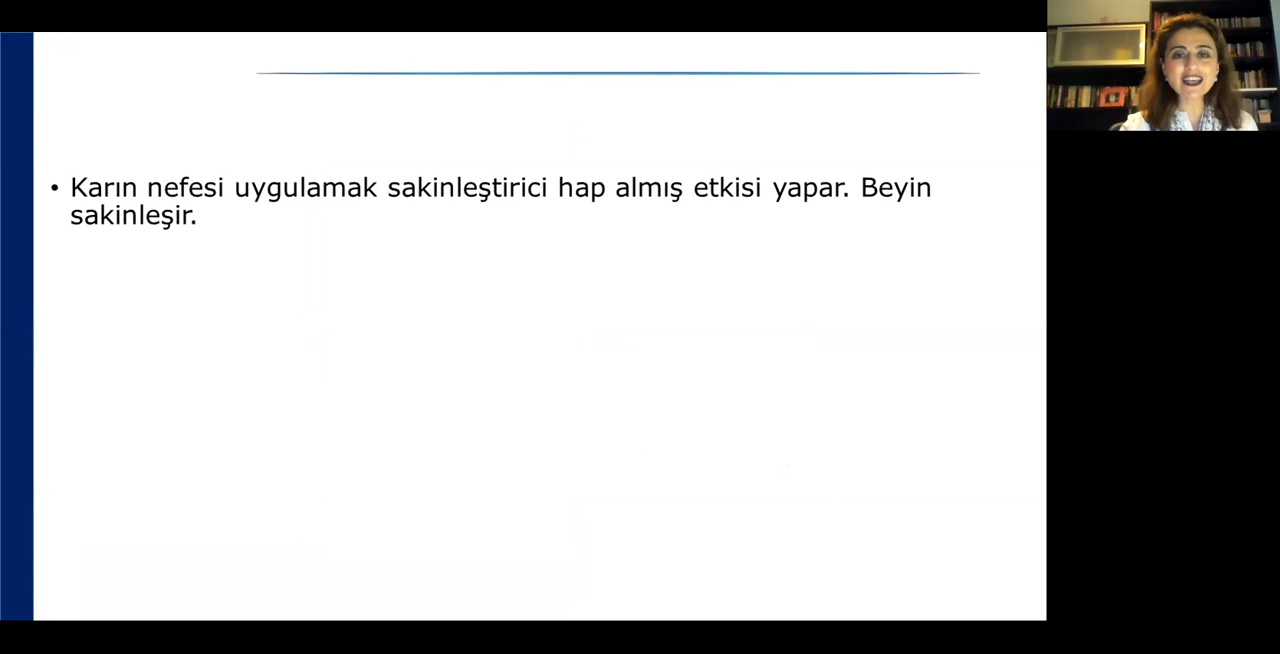 • Karın nefesi uygulamak sakinleştirici hap almış etkisi yapar. Beyin
sakinleşir.